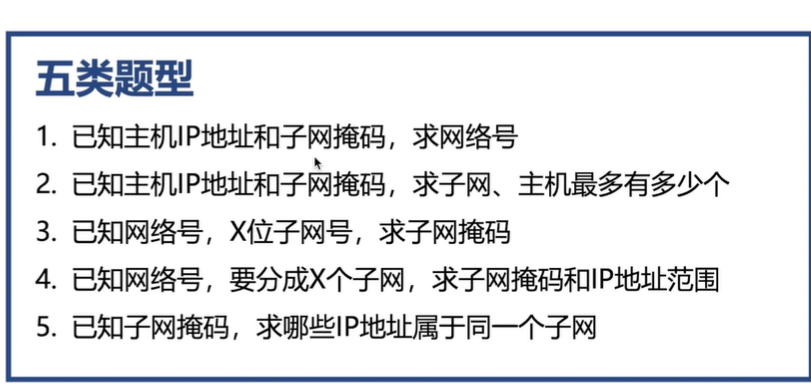 五类题型
1. 已知主机IP地址和子网掩码，求网络号
2. 已知主机IP地址和子网掩码，求子网、主机最多有多少个
3. 已知网络号，X位子网号，求子网掩码
4. 已知网络号，要分成X个子网，求子网掩码和IP地址范围
5. 已知子网掩码，求哪些IP地址属于同一个子网